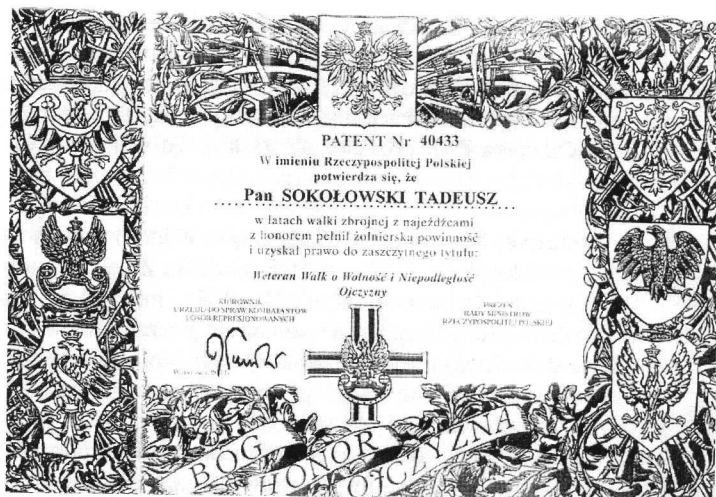 PATENT Nr 40433
W imieniu Rzeczypospolitej Polskiej
potwierdza się, że
Pan SOKOŁOWSKI TADEUSZ
w latach walki zbrojnej z najeźdźcami
z honorem pełnił żołnierską powinność
i uzyskał prawo do zaszczytnego tytułu:
Weteran Walk o Wolność i Niepodległość
Ojczyzny
KIEROWNIK
URZĘDU DO SPRAW KOMBATANTÓW
I OSÓB REPRESJONOWANYCH
PREZES
RADY MINISTRÓW
RZECZYPOSPOLITEJ POLSKIEJ
BOG
HONOR
OJCZYZNA